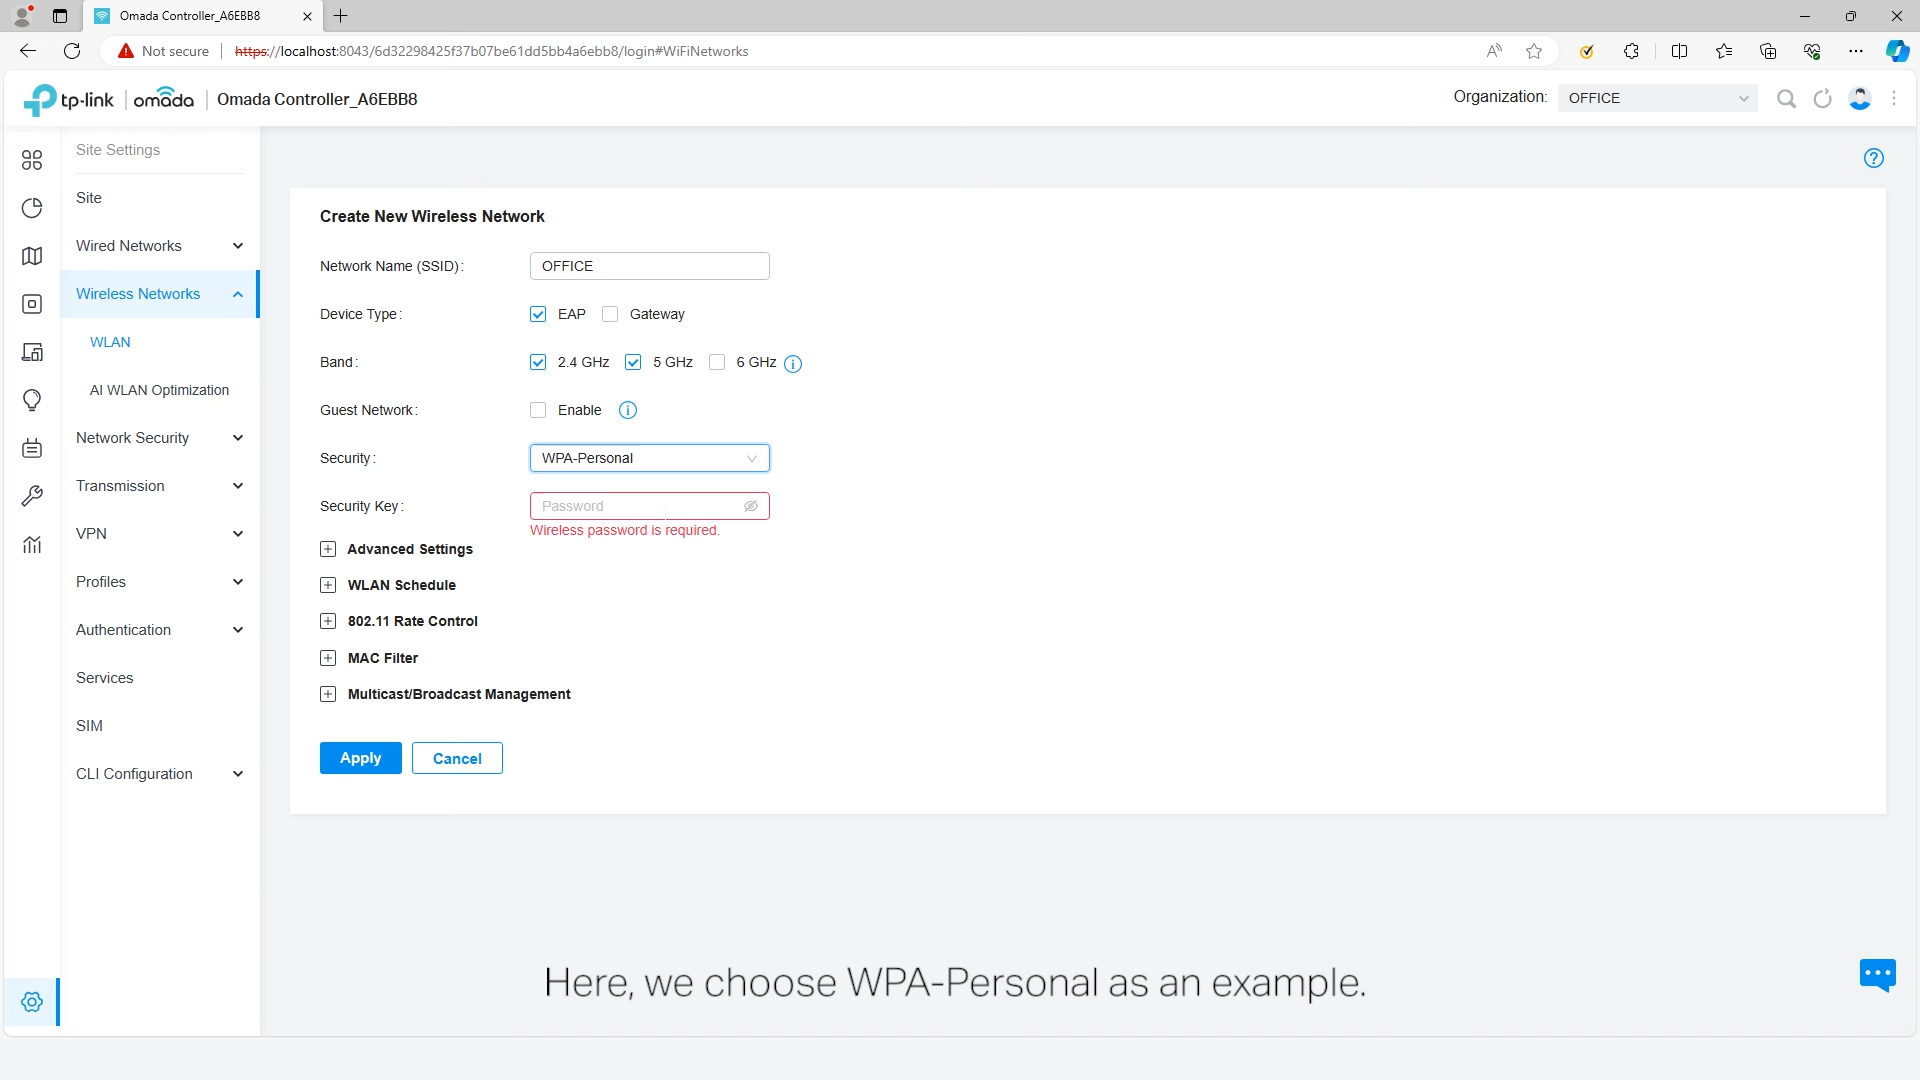 Omada Controller_A6EBB8
Not secure
https://localhost:8043/6d32298425f37b07be61dd5bb4a6ebb8/login#WiFiNetworks
tp-link omada Omada Controller_A6EBB8
Organization: OFFICE
Site Settings
Site
Wired Networks
Wireless Networks
WLAN
AI WLAN Optimization
Network Security
Transmission
VPN
Profiles
Authentication
Services
SIM
CLI Configuration
Create New Wireless Network
Network Name (SSID): OFFICE
Device Type: EAP Gateway
Band: 2.4 GHz 5 GHz 6 GHz
Guest Network: Enable
Security: WPA-Personal
Security Key: Password
Wireless password is required.
Advanced Settings
WLAN Schedule
802.11 Rate Control
MAC Filter
Multicast/Broadcast Management
Apply Cancel
Here, we choose WPA-Personal as an example.